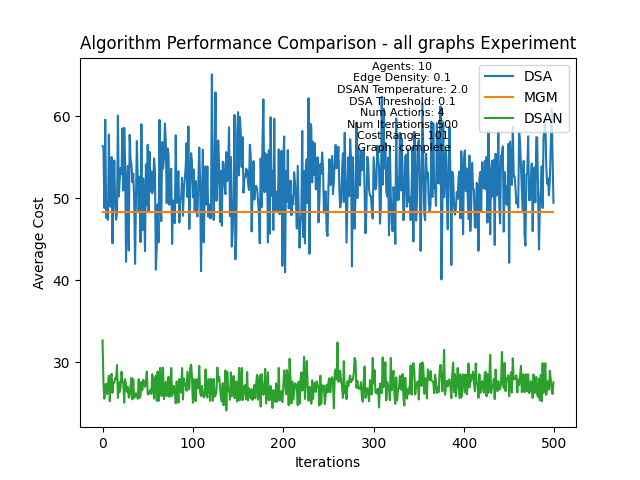 Algorithm Performance Comparison - all graphs Experiment
Agents: 10
Edge Density: 0.1
DSAN Temperature: 2.0
DSA Threshold: 0.1
Num Actions: 4
Num Iterations: 500
Cost Range: 101
Graph: complete
DSA
MGM
DSAN
60
50
40
30
Average Cost
0
100
200
300
400
500
Iterations